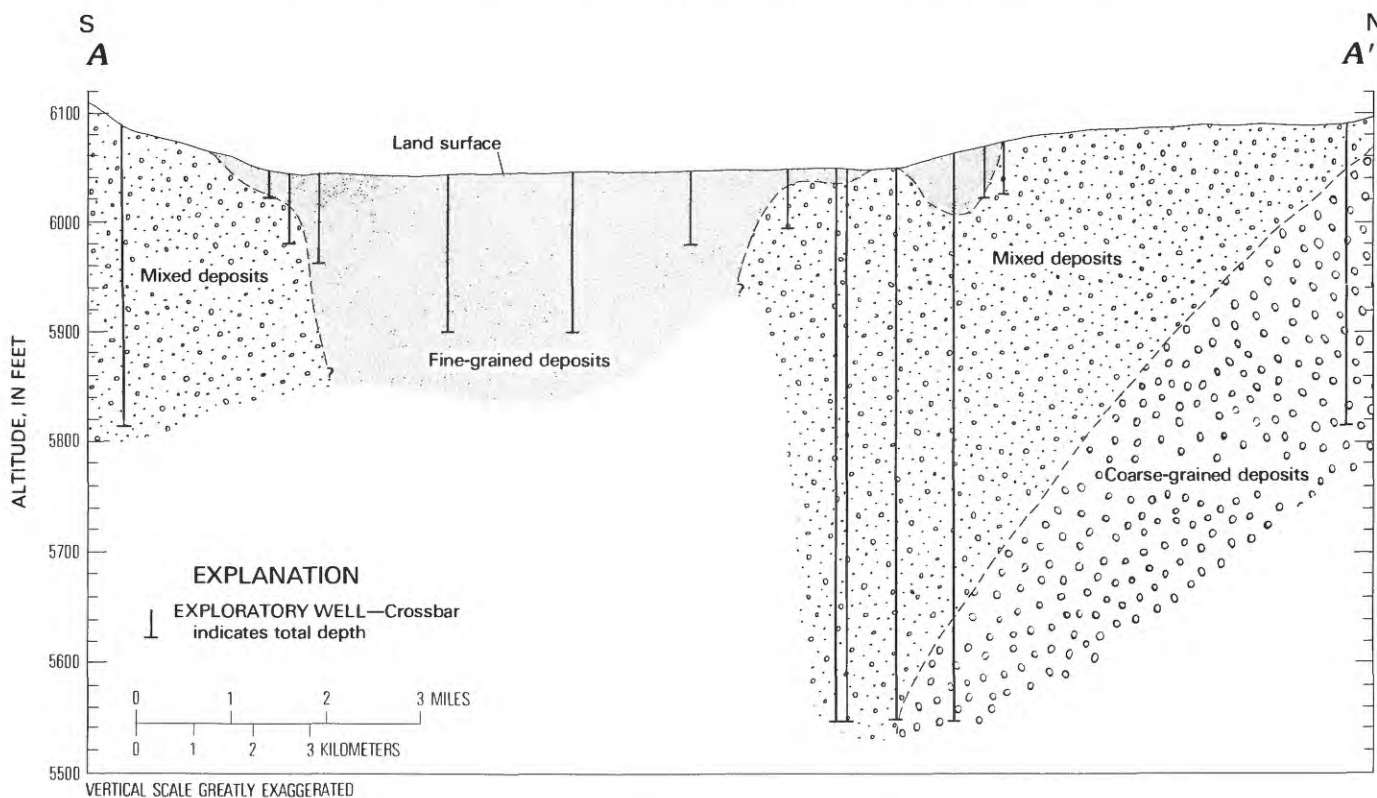 S
A
N
A'
6100
6000
5900
5800
5700
5600
5500
ALTITUDE, IN FEET
Land surface
Mixed deposits
Fine-grained deposits
?
?
Mixed deposits
Coarse-grained deposits
EXPLANATION
EXPLORATORY WELL—Crossbar
indicates total depth
0 1 2 3 MILES
0 1 2 3 KILOMETERS
VERTICAL SCALE GREATLY EXAGGERATED